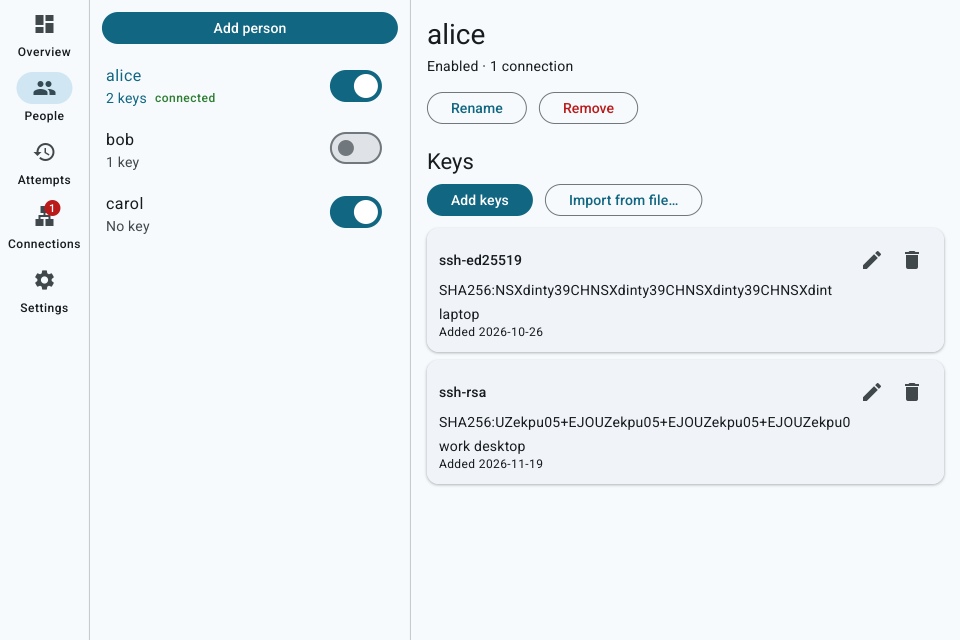 Overview
People
Attempts
1
Connections
Settings
Add person
alice
2 keys connected
bob
1 key
carol
No key
alice
Enabled · 1 connection
Rename
Remove
Keys
Add keys
Import from file…
ssh-ed25519
SHA256:NSXdinty39CHNSXdinty39CHNSXdinty39CHNSXdint
laptop
Added 2026-10-26
ssh-rsa
SHA256:UZekpu05+EJOUZekpu05+EJOUZekpu05+EJOUZekpu0
work desktop
Added 2026-11-19